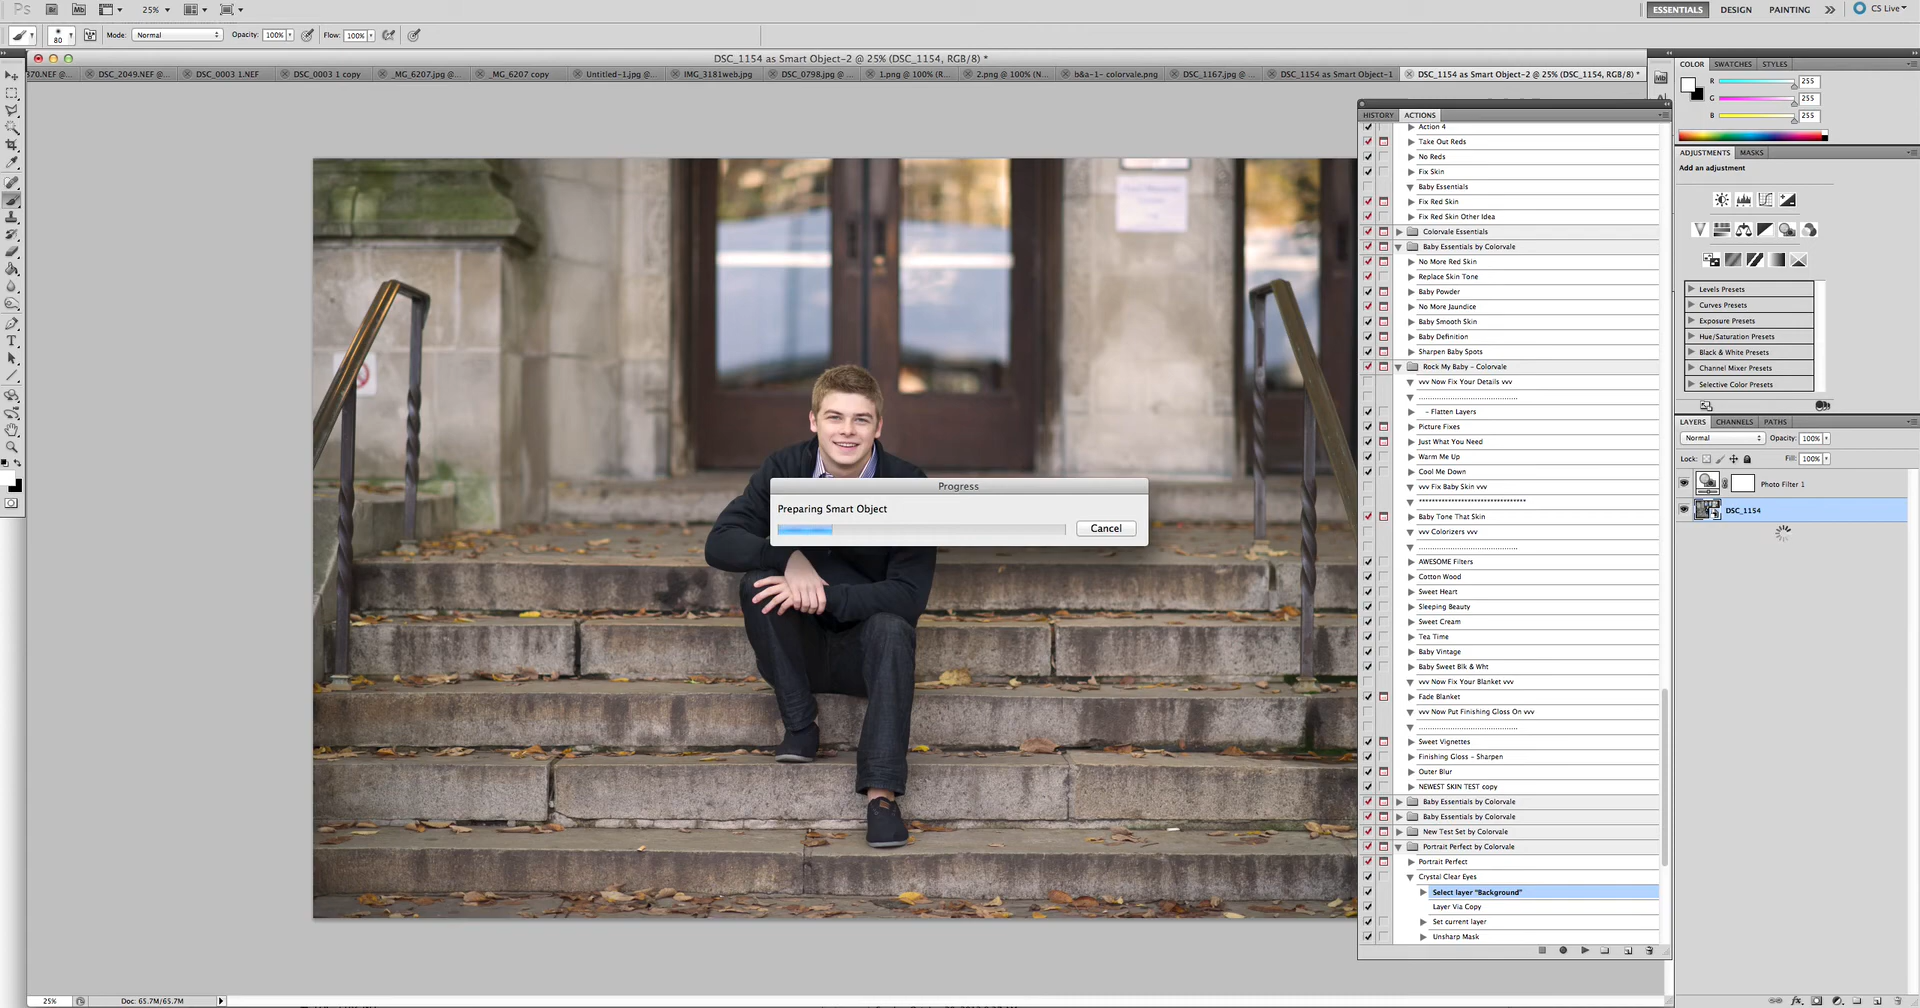 Ps
Br
Mb
25%
ESSENTIALS
DESIGN
PAINTING
CS Live
80
Mode:
Normal
Opacity:
100%
Flow:
100%
DSC_1154 as Smart Object-2 @ 25% (DSC_1154, RGB/8) *
370.NEF @...
DSC_2049.NEF @...
DSC_0003 1.NEF
DSC_0003 1 copy
_MG_6207.jpg @...
_MG_6207 copy
Untitled-1.jpg @...
IMG_3181web.jpg
DSC_0798.jpg @...
1.png @ 100% (R...
2.png @ 100% (N...
b&a-1- colorvale.png
DSC_1167.jpg @ ...
DSC_1154 as Smart Object-1
DSC_1154 as Smart Object-2 @ 25% (DSC_1154, RGB/8) *
HISTORY
ACTIONS
Action 4
Take Out Reds
No Reds
Fix Skin
Baby Essentials
Fix Red Skin
Fix Red Skin Other Idea
Colorvale Essentials
Baby Essentials by Colorvale
No More Red Skin
Replace Skin Tone
Baby Powder
No More Jaundice
Baby Smooth Skin
Baby Definition
Sharpen Baby Spots
Rock My Baby - Colorvale
vvv Now Fix Your Details vvv
............................................
- Flatten Layers
Picture Fixes
Just What You Need
Warm Me Up
Cool Me Down
vvv Fix Baby Skin vvv
********************************
Baby Tone That Skin
vvv Colorizers vvv
............................................
AWESOME Filters
Cotton Wood
Sweet Heart
Sleeping Beauty
Sweet Cream
Tea Time
Baby Vintage
Baby Sweet Blk & Wht
vvv Now Fix Your Blanket vvv
Fade Blanket
vvv Now Put Finishing Gloss On vvv
............................................
Sweet Vignettes
Finishing Gloss - Sharpen
Outer Blur
NEWEST SKIN TEST copy
Baby Essentials by Colorvale
Baby Essentials by Colorvale
New Test Set by Colorvale
Portrait Perfect by Colorvale
Portrait Perfect
Crystal Clear Eyes
Select layer "Background"
Layer Via Copy
Set current layer
Unsharp Mask
Progress
Preparing Smart Object
Cancel
COLOR
SWATCHES
STYLES
R
255
G
255
B
255
ADJUSTMENTS
MASKS
Add an adjustment
Levels Presets
Curves Presets
Exposure Presets
Hue/Saturation Presets
Black & White Presets
Channel Mixer Presets
Selective Color Presets
LAYERS
CHANNELS
PATHS
Normal
Opacity:
100%
Lock:
Fill:
100%
Photo Filter 1
DSC_1154
25%
Doc: 65.7M/65.7M